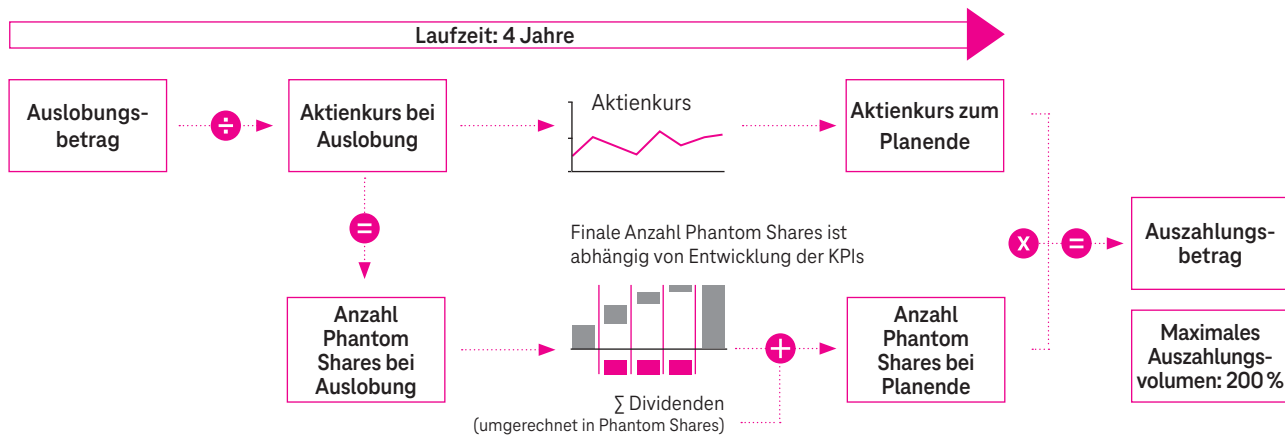 Laufzeit: 4 Jahre
Auslobungs-
betrag
÷
Aktienkurs bei
Auslobung
Aktienkurs
Aktienkurs zum
Planende
=
Finale Anzahl Phantom Shares ist
abhängig von Entwicklung der KPIs
x
=
Auszahlungs-
betrag
Anzahl
Phantom
Shares bei
Auslobung
+
Anzahl
Phantom
Shares bei
Planende
Maximales
Auszahlungs-
volumen: 200 %
∑ Dividenden
(umgerechnet in Phantom Shares)